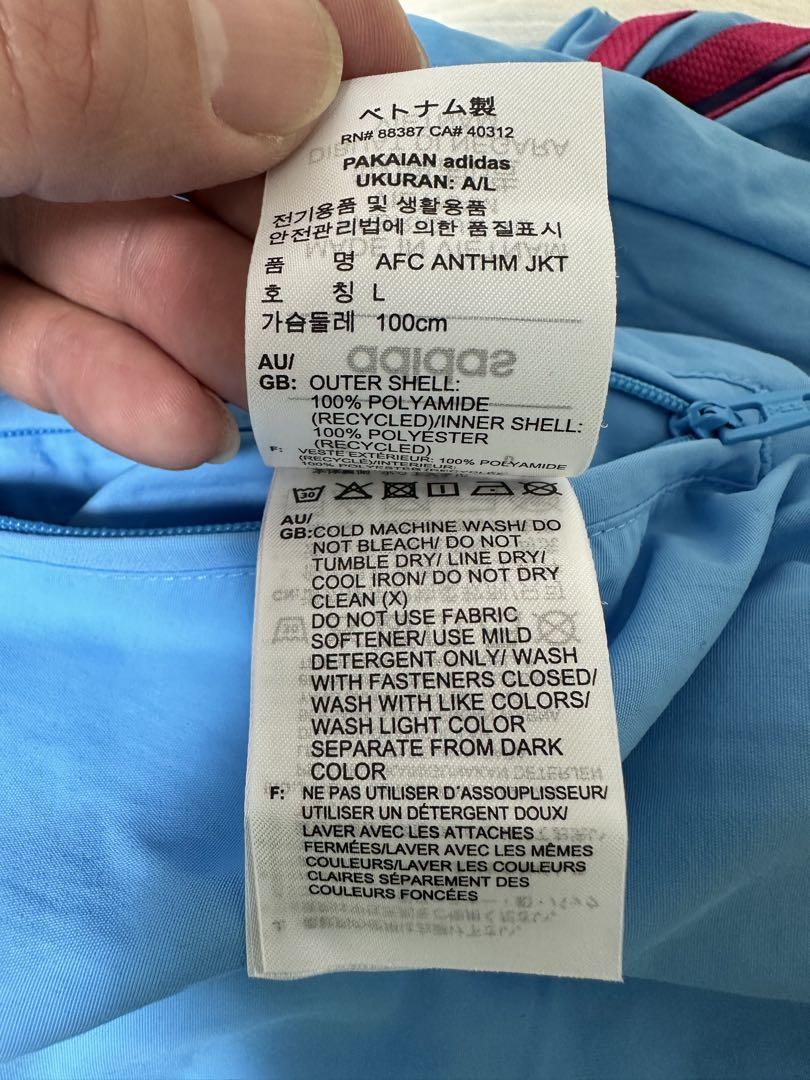 ベトナム製
RN# 88387 CA# 40312
PAKAIAN adidas
UKURAN: A/L
전기용품 및 생활용품
안전관리법에 의한 품질표시
품 명 AFC ANTHM JKT
호 칭 L
가슴둘레 100cm
AU/
GB: OUTER SHELL:
100% POLYAMIDE
(RECYCLED)/INNER SHELL:
100% POLYESTER
(RECYCLED)
F: VESTE EXTÉRIEUR: 100% POLYAMIDE
(RECYCLÉ)/INTERIEUR:
30
AU/
GB:COLD MACHINE WASH/ DO
NOT BLEACH/ DO NOT
TUMBLE DRY/ LINE DRY/
COOL IRON/ DO NOT DRY
CLEAN (X)
DO NOT USE FABRIC
SOFTENER/ USE MILD
DETERGENT ONLY/ WASH
WITH FASTENERS CLOSED/
WASH WITH LIKE COLORS/
WASH LIGHT COLOR
SEPARATE FROM DARK
COLOR
F: NE PAS UTILISER D'ASSOUPLISSEUR/
UTILISER UN DÉTERGENT DOUX/
LAVER AVEC LES ATTACHES
FERMÉES/LAVER AVEC LES MÊMES
COULEURS/LAVER LES COULEURS
CLAIRES SÉPAREMENT DES
COULEURS FONCÉES